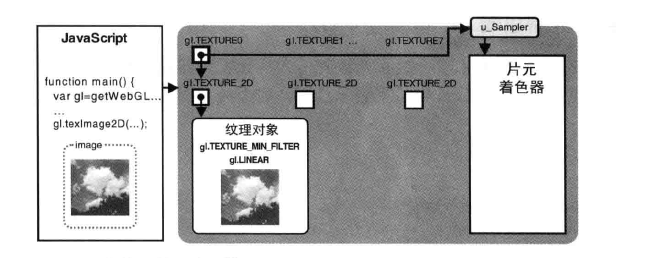 JavaScript
function main() {
var gl=getWebGL...
...
gl.texImage2D(...);
image
gl.TEXTURE0
gl.TEXTURE1 ...
gl.TEXTURE7
u_Sampler
gl.TEXTURE_2D
gl.TEXTURE_2D
gl.TEXTURE_2D
纹理对象
gl.TEXTURE_MIN_FILTER
gl.LINEAR
片元
着色器